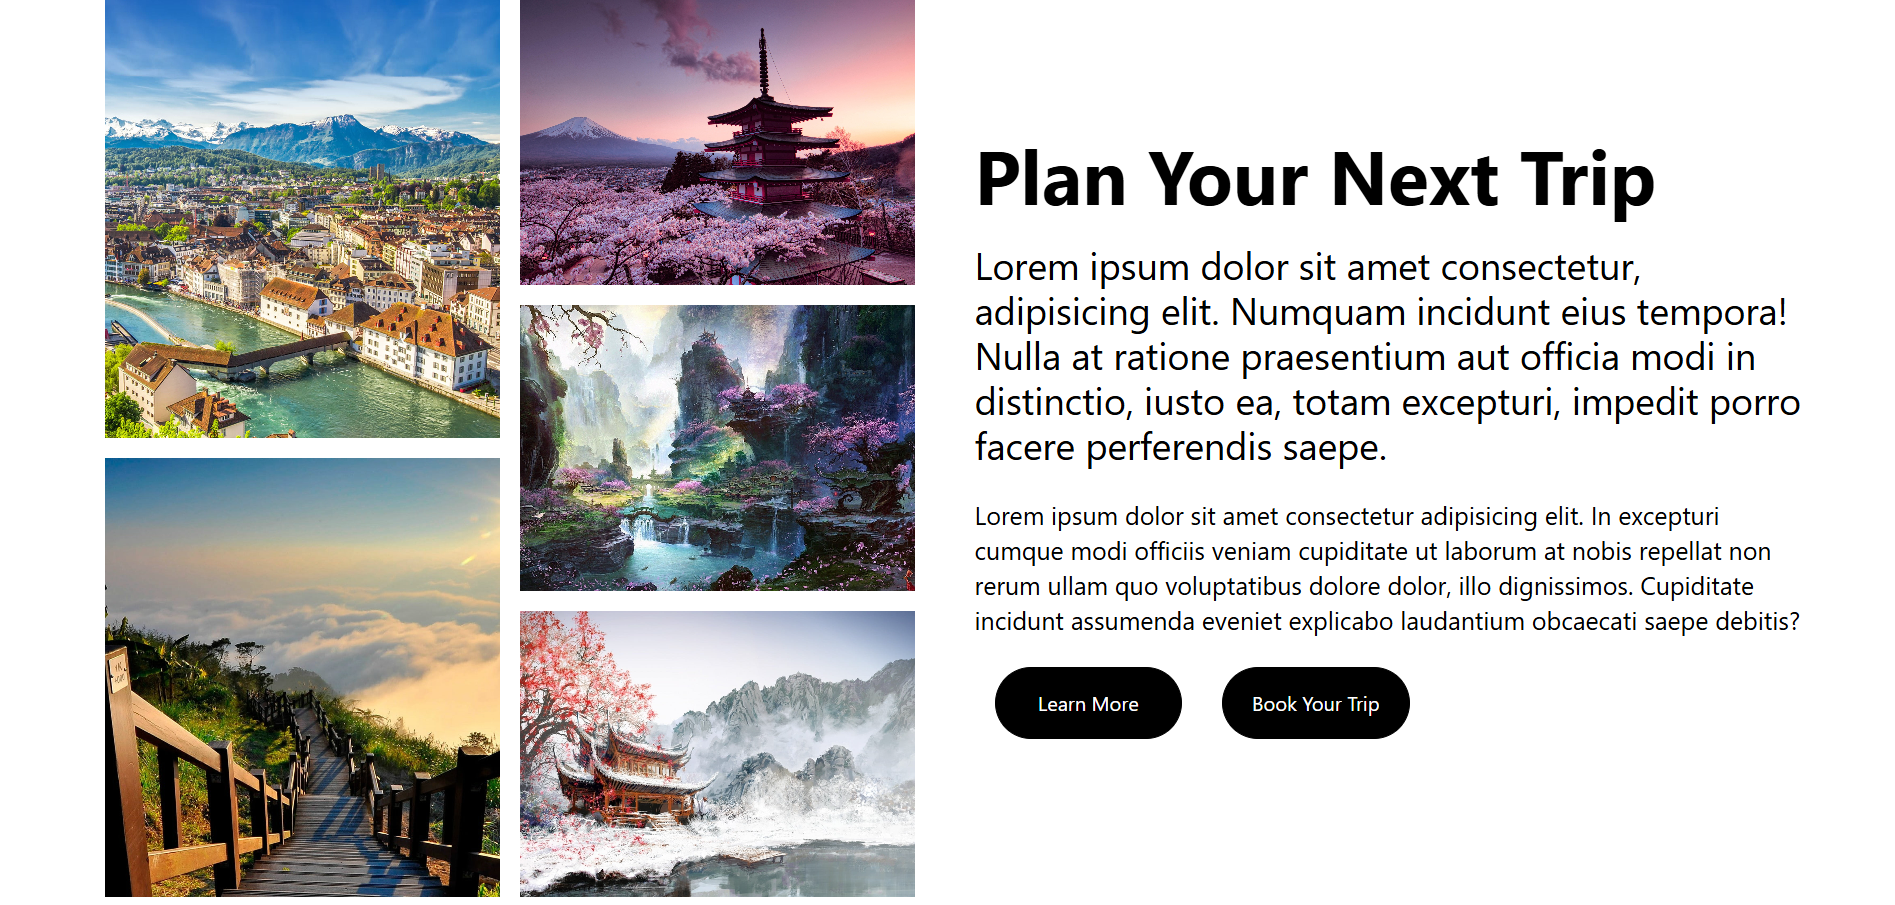 Plan Your Next Trip
Lorem ipsum dolor sit amet consectetur,
adipisicing elit. Numquam incidunt eius tempora!
Nulla at ratione praesentium aut officia modi in
distinctio, iusto ea, totam excepturi, impedit porro
facere perferendis saepe.
Lorem ipsum dolor sit amet consectetur adipisicing elit. In excepturi
cumque modi officiis veniam cupiditate ut laborum at nobis repellat non
rerum ullam quo voluptatibus dolore dolor, illo dignissimos. Cupiditate
incidunt assumenda eveniet explicabo laudantium obcaecati saepe debitis?
Learn More
Book Your Trip